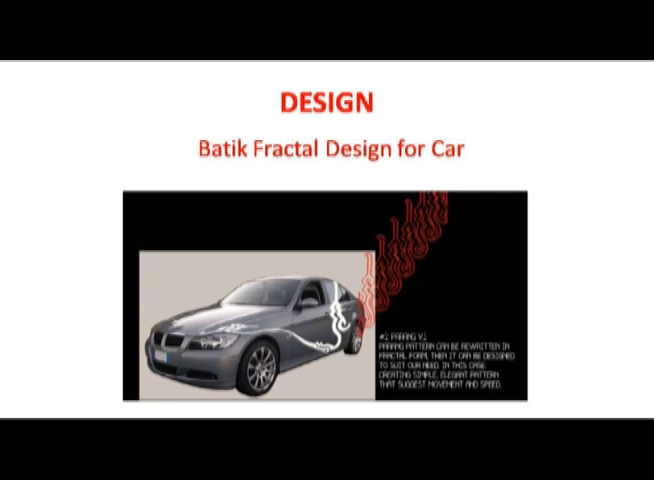 DESIGN
Batik Fractal Design for Car
#1: PARANG V.1
PARANG PATTERN CAN BE REWRITTEN IN
FRACTAL FORM, THEN IT CAN BE DESIGNED
TO SUIT OUR NEED. IN THIS CASE
CREATING SIMPLE, ELEGANT PATTERN
THAT SUGGEST MOVEMENT AND SPEED.